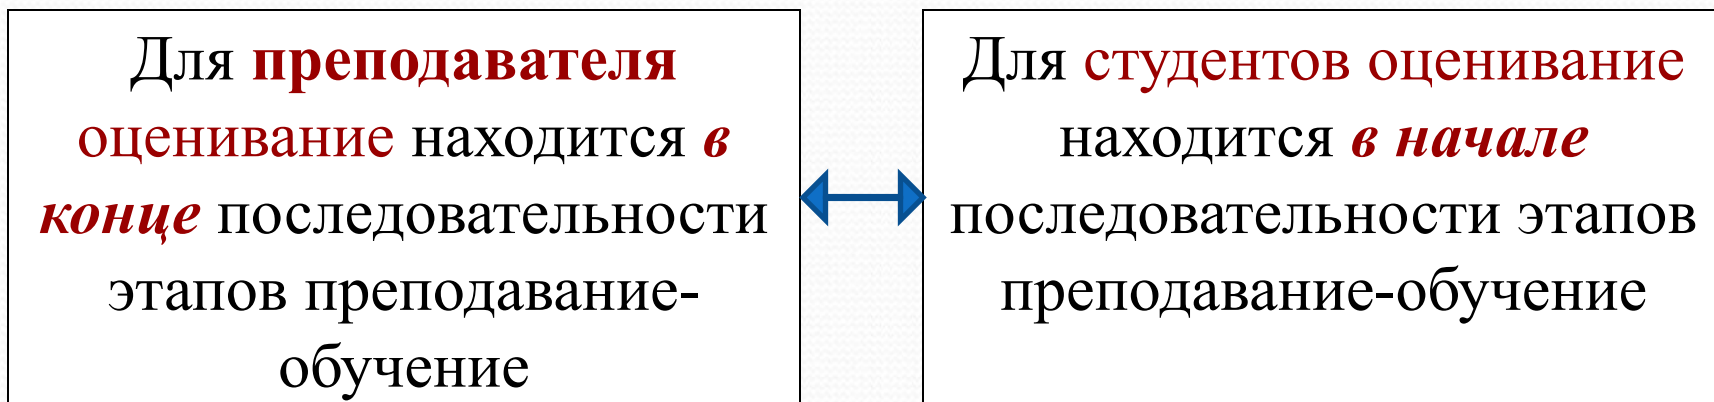 Для преподавателя
оценивание находится в
конце последовательности
этапов преподавание-
обучение
Для студентов оценивание
находится в начале
последовательности этапов
преподавание-обучение